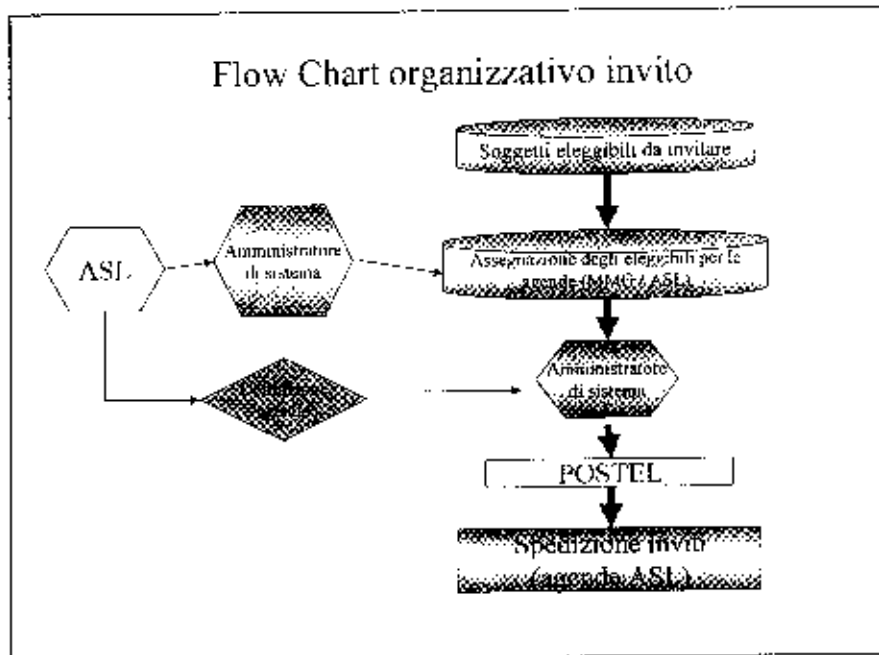 Flow Chart organizzativo invito
Soggetti eleggibili da invitare
ASL
Amministratore
di sistema
Assegnazione degli eleggibili per le
agende (MMG / ASL)
Amministratore
di sistema
POSTEL
Spedizione inviti
(agende ASL)